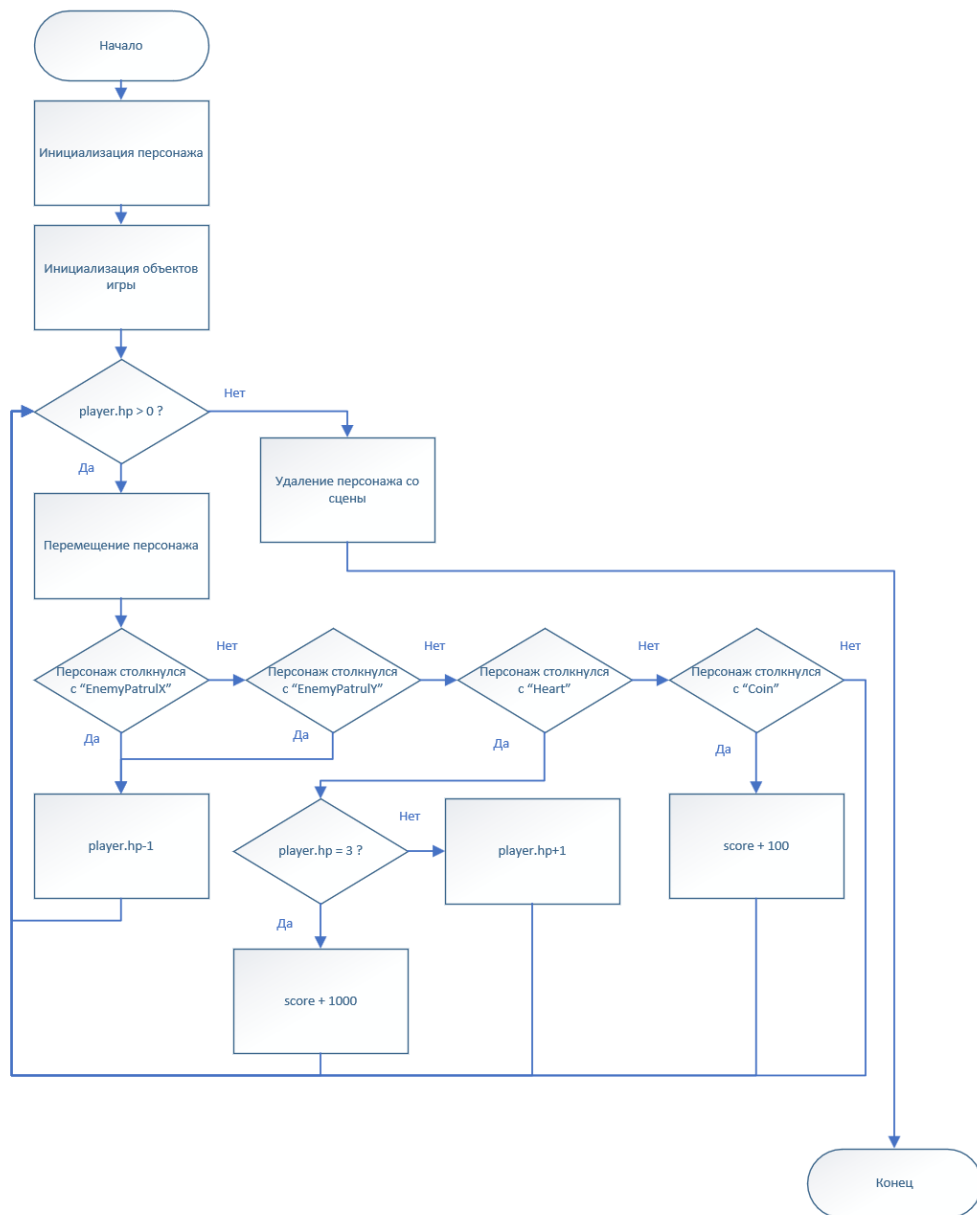 Начало
Инициализация персонажа
Инициализация объектов
игры
player.hp > 0 ?
Нет
Да
Удаление персонажа со
сцены
Перемещение персонажа
Персонаж столкнулся
с “EnemyPatrulX”
Нет
Да
Персонаж столкнулся
с “EnemyPatrulY”
Нет
Да
Персонаж столкнулся
с “Heart”
Нет
Да
Персонаж столкнулся
с “Coin”
Нет
Да
player.hp-1
player.hp = 3 ?
Нет
Да
player.hp+1
score + 100
score + 1000
Конец